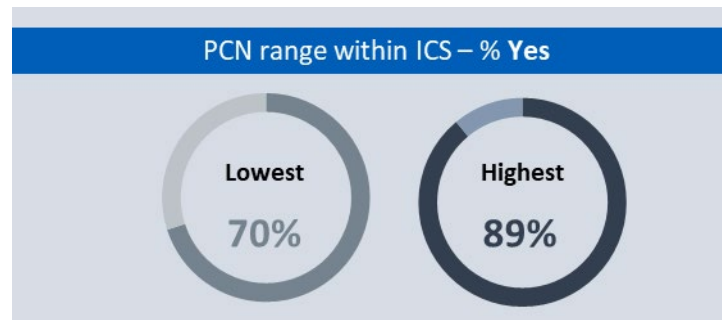 PCN range within ICS – % Yes
Lowest
70%
Highest
89%